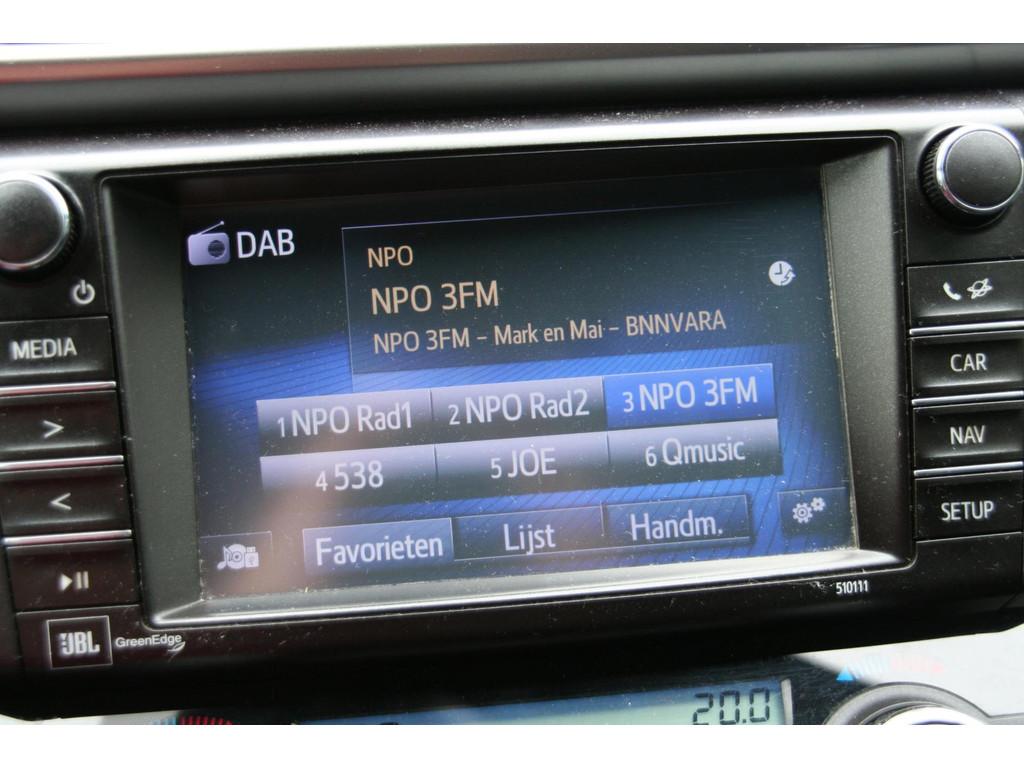 DAB
NPO
NPO 3FM
NPO 3FM – Mark en Mai – BNNVARA
1 NPO Rad1
2 NPO Rad2
3 NPO 3FM
4 538
5 JOE
6 Qmusic
Favorieten
Lijst
Handm.
MEDIA
>
<
CAR
NAV
SETUP
JBL GreenEdge
510111
20.0